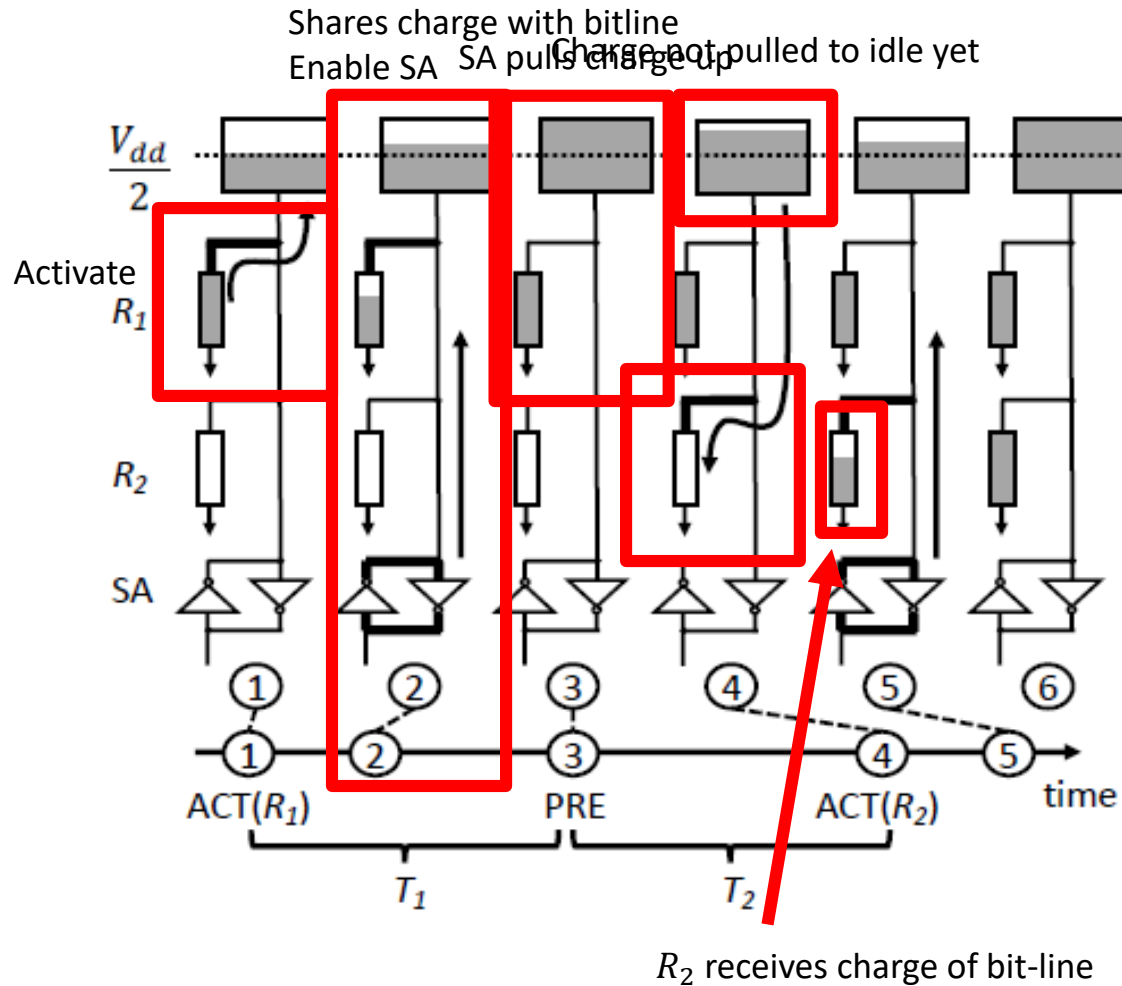 Shares charge with bitline
Enable SA
SA pulls charge up
Charge not pulled to idle yet
V_dd
2
Activate
R₁
R₂
SA
1 2 3 4 5 6
1 2 3 4 5
time
ACT(R₁) PRE ACT(R₂)
T₁ T₂
R₂ receives charge of bit-line